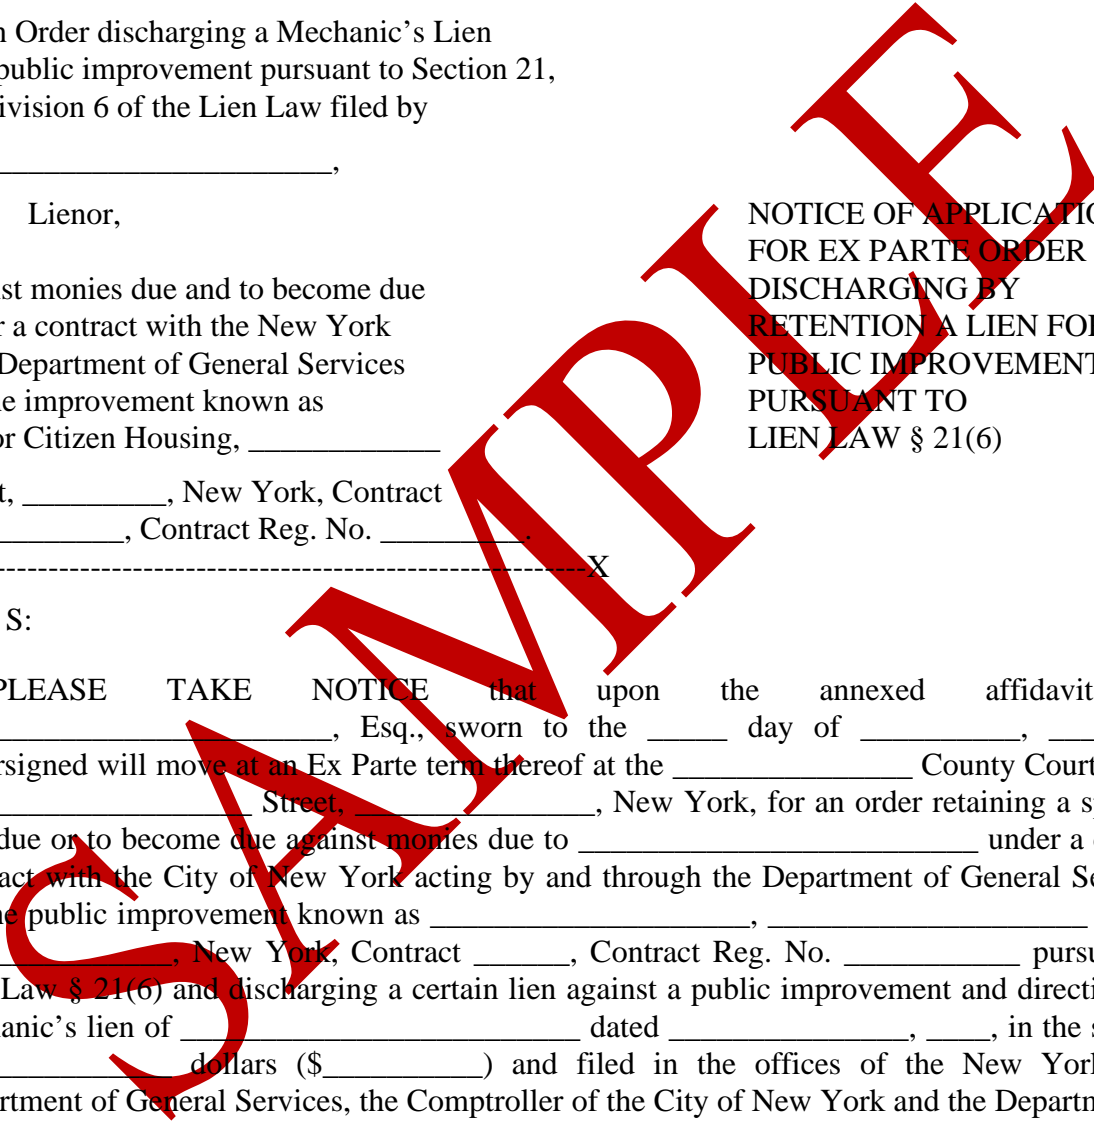 n Order discharging a Mechanic’s Lien
public improvement pursuant to Section 21,
ivision 6 of the Lien Law filed by
____________________,
Lienor,
st monies due and to become due
r a contract with the New York
Department of General Services
he improvement known as
or Citizen Housing, ____________
t, _________, New York, Contract
________, Contract Reg. No. _________.
-------------------------------------------------------------X
NOTICE OF APPLICATIO
FOR EX PARTE ORDER
DISCHARGING BY
RETENTION A LIEN FOR
PUBLIC IMPROVEMENT
PURSUANT TO
LIEN LAW § 21(6)
S:
PLEASE TAKE NOTICE that upon the annexed affidavit
____________________, Esq., sworn to the _____ day of __________, ___
rsigned will move at an Ex Parte term thereof at the _______________ County Court
________________ Street, _______________, New York, for an order retaining a s
due or to become due against monies due to _________________________ under a
act with the City of New York acting by and through the Department of General Se
he public improvement known as ____________________, ____________________
___________, New York, Contract ______, Contract Reg. No. ___________ pursu
Law § 21(6) and discharging a certain lien against a public improvement and directi
anic’s lien of _________________________ dated _______________, ____, in the s
___________ dollars ($__________) and filed in the offices of the New Yor
rtment of General Services, the Comptroller of the City of New York and the Departm
SAMPLE